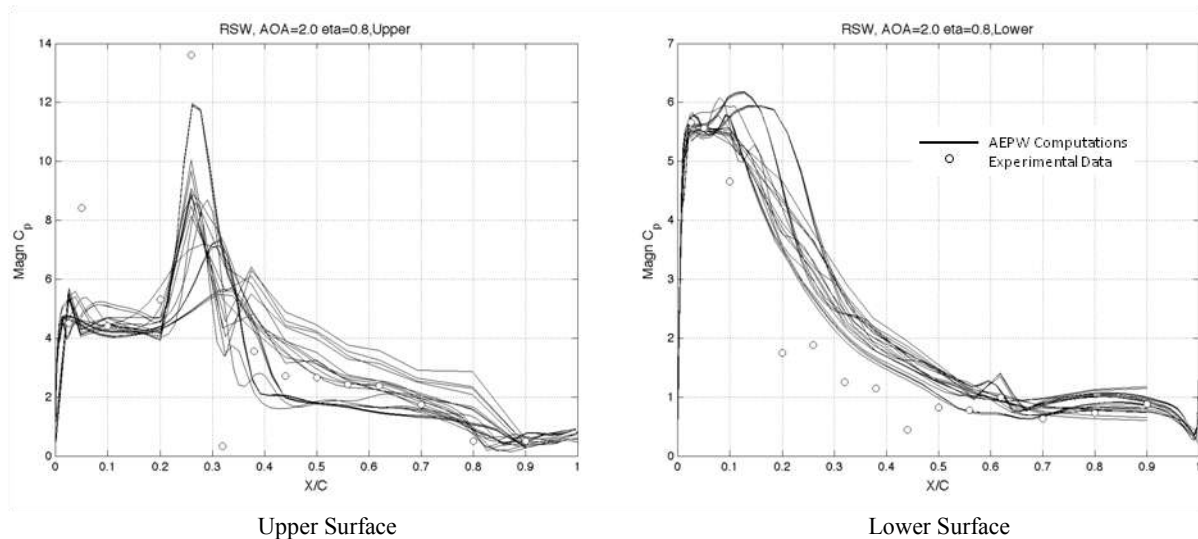 RSW, AOA=2.0 eta=0.8,Upper
14
12
10
8
6
4
2
0
Magn Cp
0 0.1 0.2 0.3 0.4 0.5 0.6 0.7 0.8 0.9 1
X/C
Upper Surface
RSW, AOA=2.0 eta=0.8,Lower
7
6
5
4
3
2
1
0
Magn Cp
AEPW Computations
Experimental Data
0 0.1 0.2 0.3 0.4 0.5 0.6 0.7 0.8 0.9 1
X/C
Lower Surface